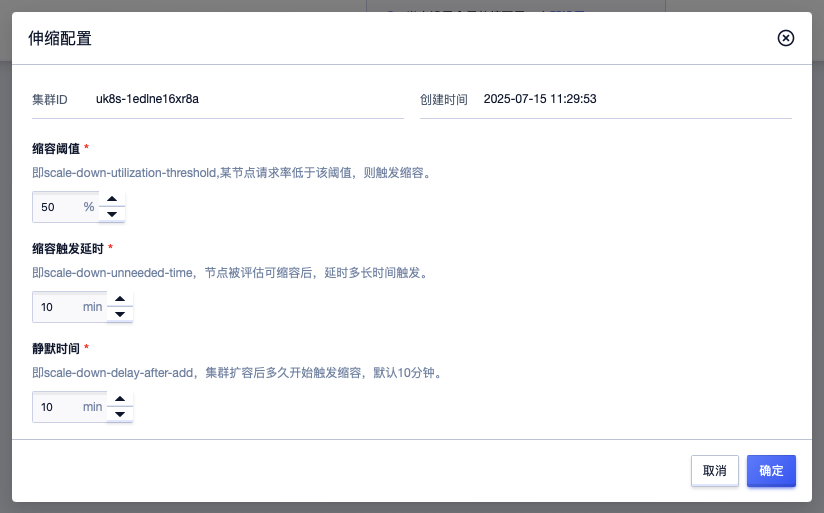 伸缩配置
集群ID uk8s-1edlne16xr8a 创建时间 2025-07-15 11:29:53
缩容阈值 *
即scale-down-utilization-threshold,某节点请求率低于该阈值，则触发缩容。
50 %
缩容触发延时 *
即scale-down-unneeded-time，节点被评估可缩容后，延时多长时间触发。
10 min
静默时间 *
即scale-down-delay-after-add，集群扩容后多久开始触发缩容，默认10分钟。
10 min
取消 确定